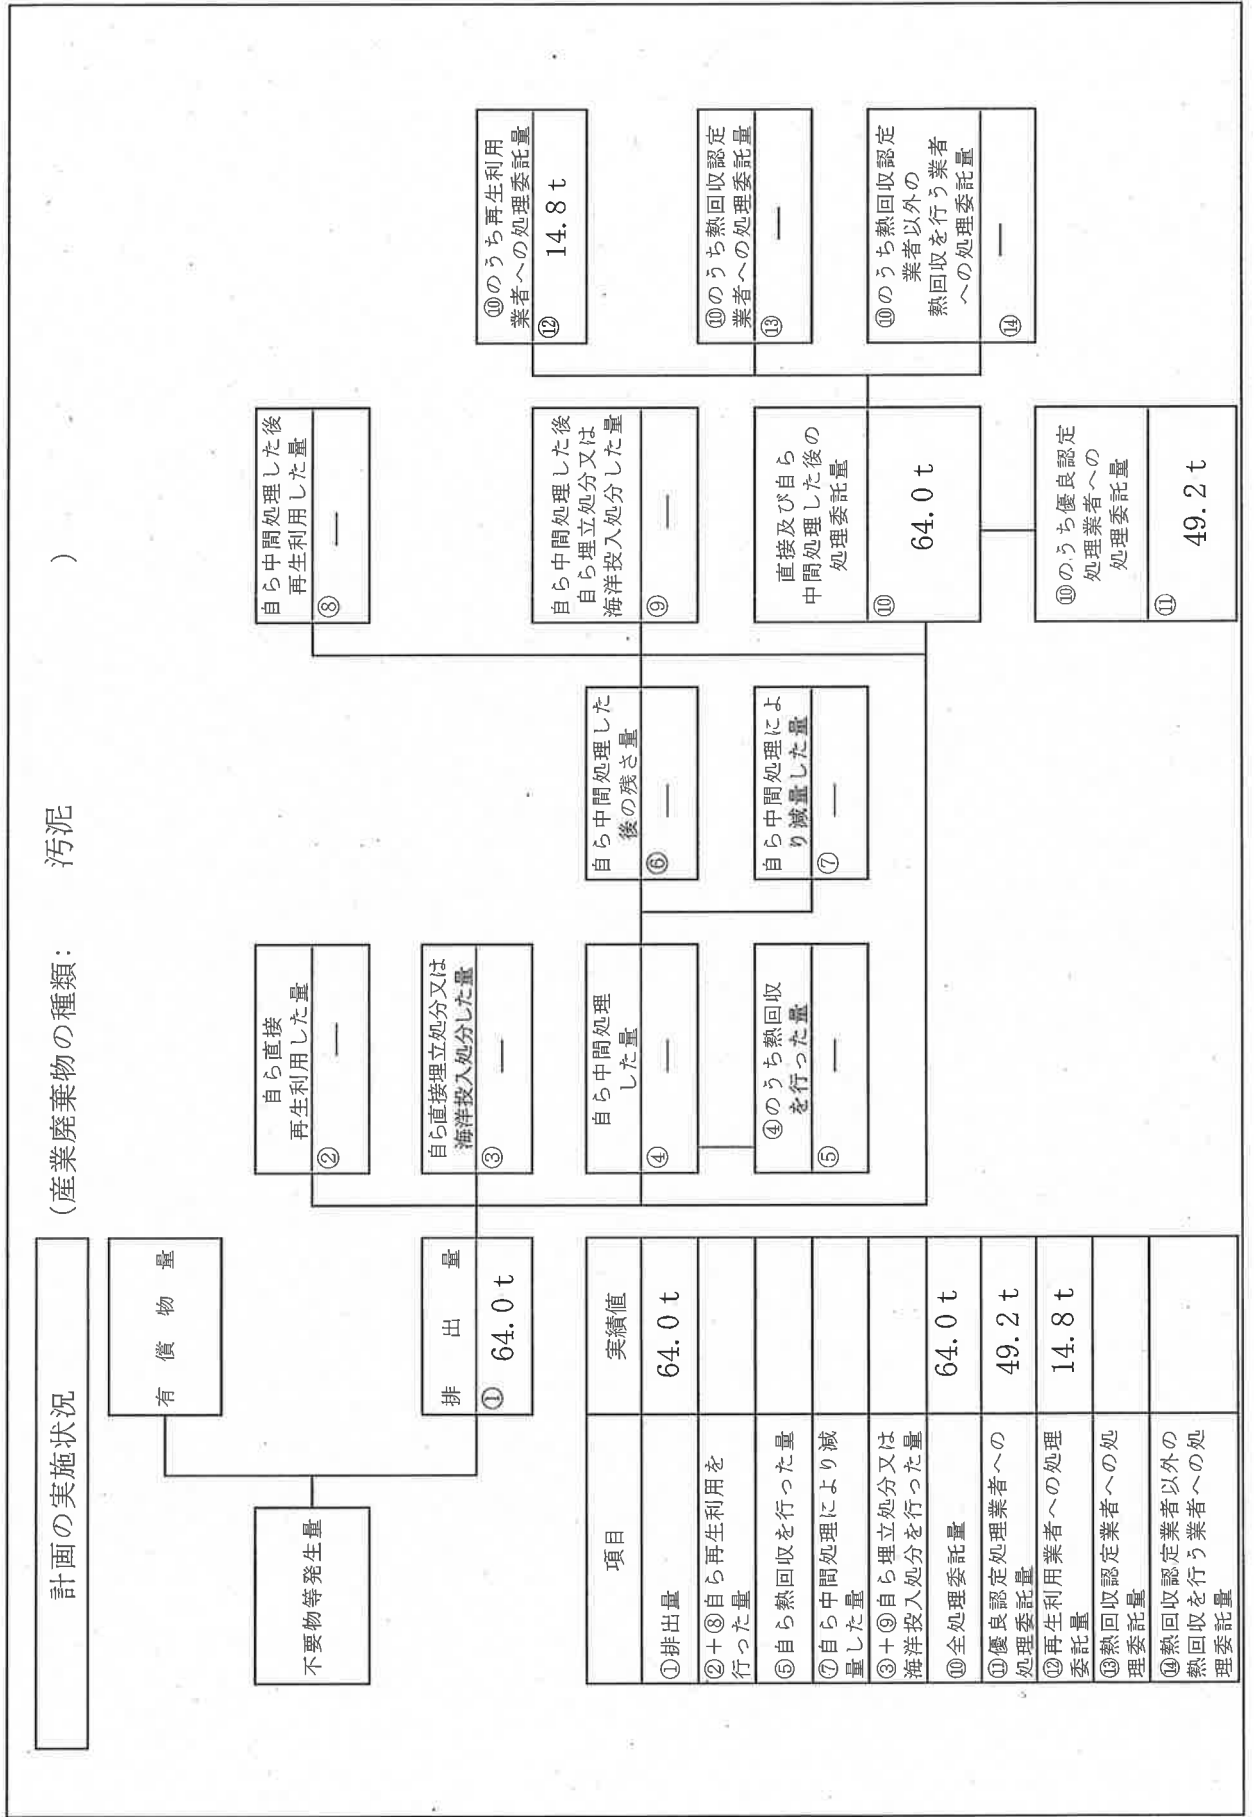 計画の実施状況
(産業廃棄物の種類: 汚泥 )
有償物量
不要物等発生量
排出量
① 64.0 t
自ら直接
再生利用した量
② —
自ら直接埋立処分又は
海洋投入処分した量
③ —
自ら中間処理
した量
④ —
④のうち熱回収
を行った量
⑤ —
自ら中間処理した
後の残さ量
⑥ —
自ら中間処理によ
り減量した量
⑦ —
自ら中間処理した後
再生利用した量
⑧ —
自ら中間処理した後
自ら埋立処分又は
海洋投入処分した量
⑨ —
直接及び自ら
中間処理した後の
処理委託量
⑩ 64.0 t
⑩のうち優良認定
処理業者への
処理委託量
⑪ 49.2 t
⑩のうち再生利用
業者への処理委託量
⑫ 14.8 t
⑩のうち熱回収認定
業者への処理委託量
⑬ —
⑩のうち熱回収認定
業者以外の
熱回収を行う業者
への処理委託量
⑭ —
項目 実績値
①排出量 64.0 t
②+⑧自ら再生利用を
行った量
⑤自ら熱回収を行った量
⑦自ら中間処理により減
量した量
③+⑨自ら埋立処分又は
海洋投入処分を行った量
⑩全処理委託量 64.0 t
⑪優良認定処理業者への
処理委託量 49.2 t
⑫再生利用業者への処理
委託量 14.8 t
⑬熱回収認定業者への処
理委託量
⑭熱回収認定業者以外の
熱回収を行う業者への処
理委託量